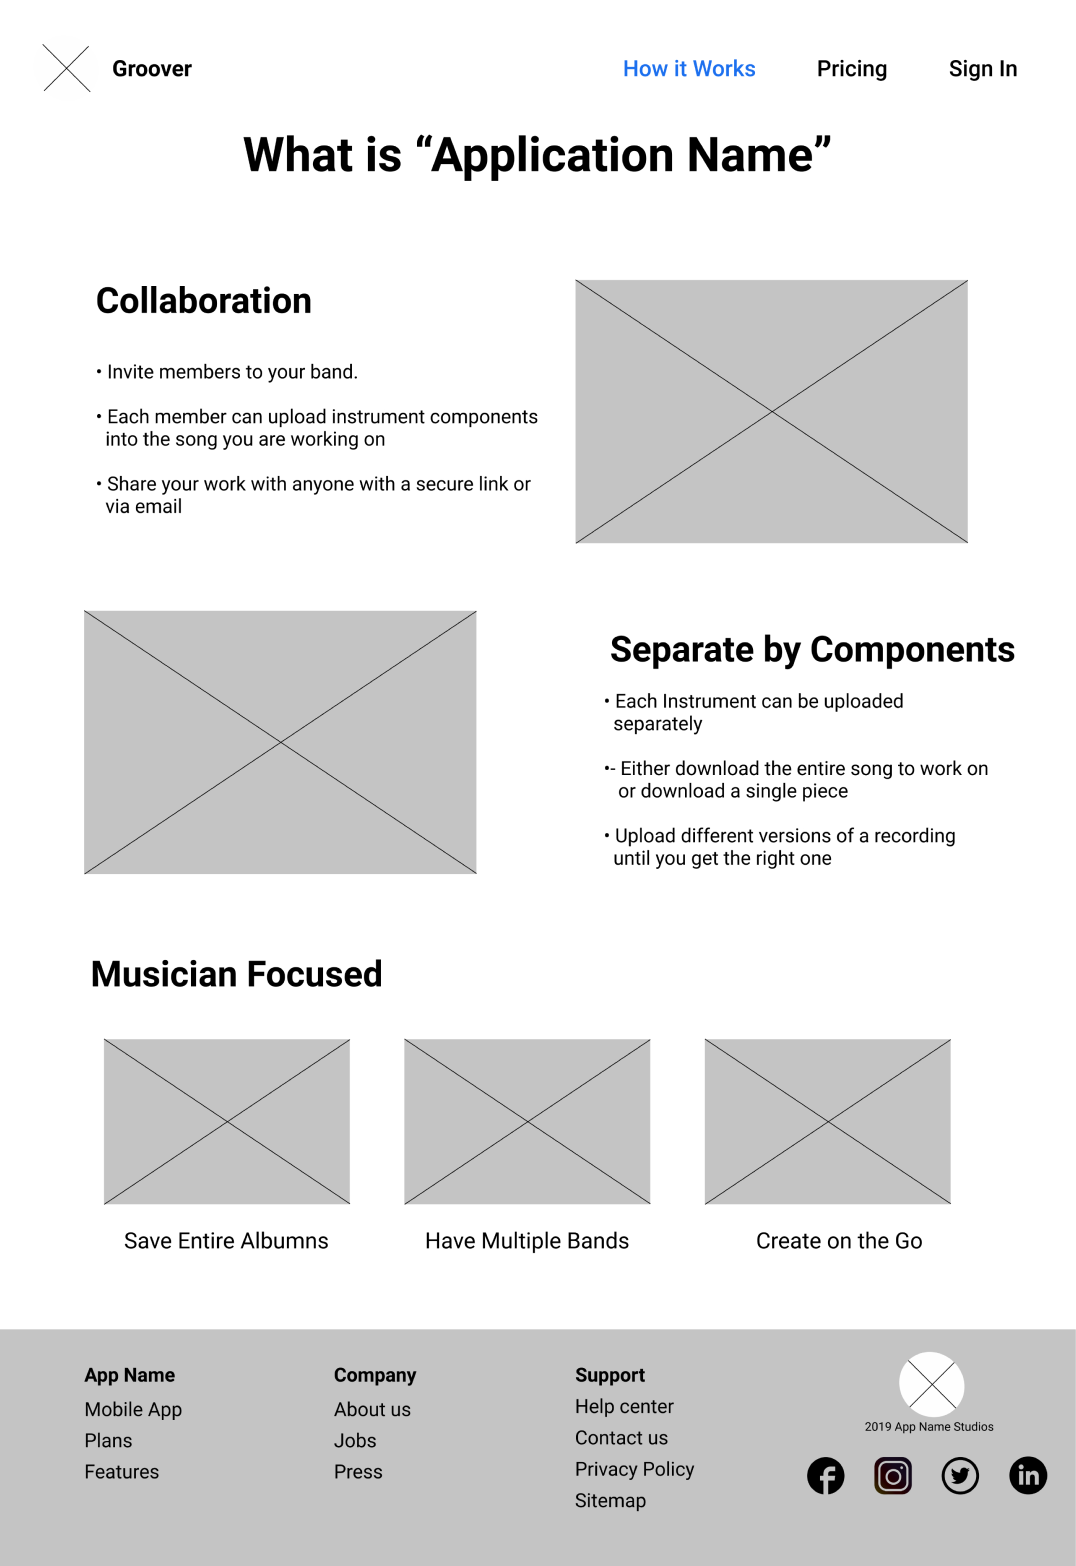 Groover
How it Works
Pricing
Sign In
What is “Application Name”
Collaboration
• Invite members to your band.
• Each member can upload instrument components
into the song you are working on
• Share your work with anyone with a secure link or
via email
Separate by Components
• Each Instrument can be uploaded
separately
•- Either download the entire song to work on
or download a single piece
• Upload different versions of a recording
until you get the right one
Musician Focused
Save Entire Albumns
Have Multiple Bands
Create on the Go
App Name
Mobile App
Plans
Features
Company
About us
Jobs
Press
Support
Help center
Contact us
Privacy Policy
Sitemap
2019 App Name Studios